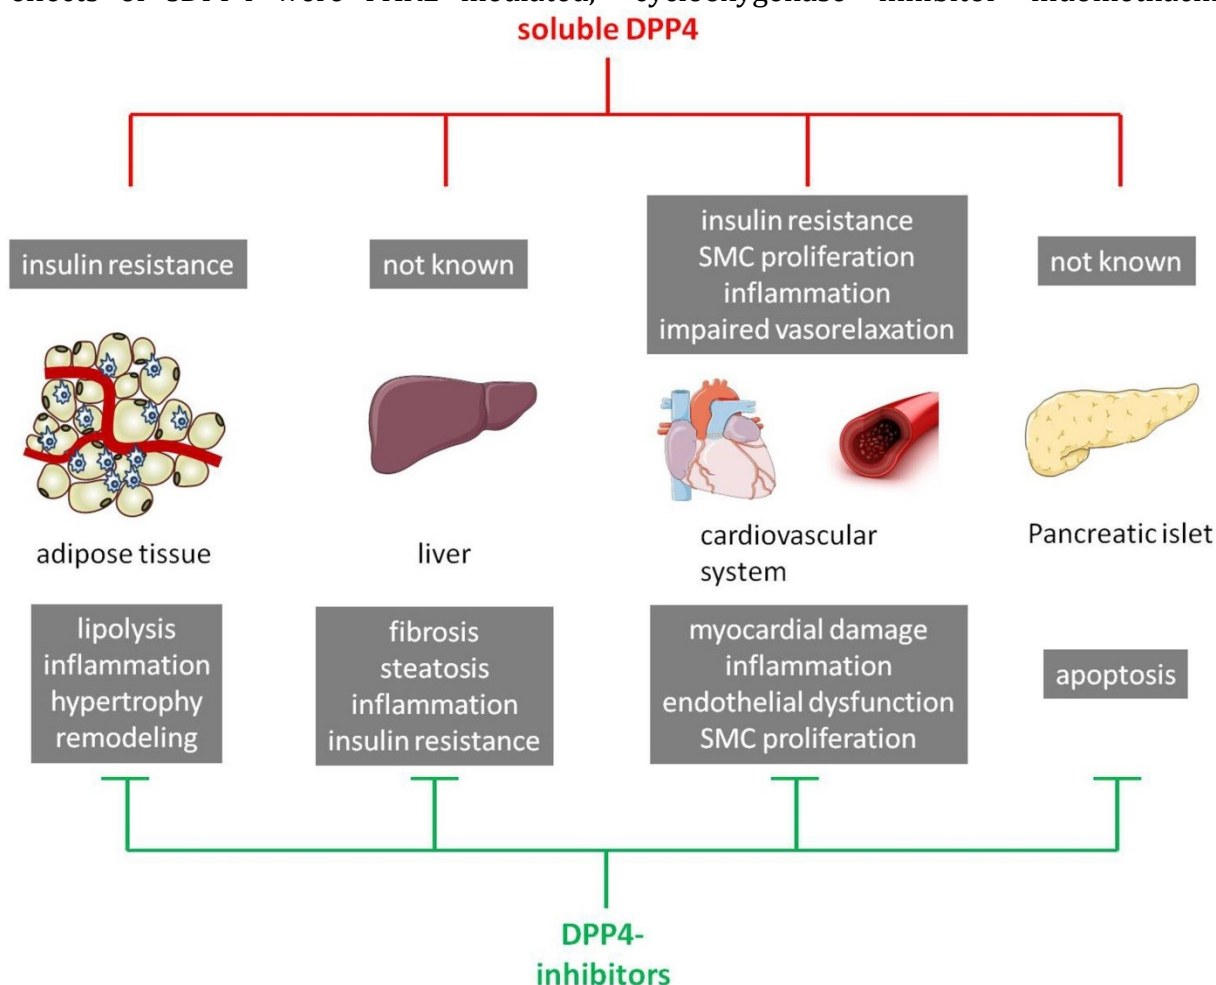 soluble DPP4
insulin resistance
not known
insulin resistance
SMC proliferation
inflammation
impaired vasorelaxation
not known
adipose tissue
liver
cardiovascular
system
Pancreatic islet
lipolysis
inflammation
hypertrophy
remodeling
fibrosis
steatosis
inflammation
insulin resistance
myocardial damage
inflammation
endothelial dysfunction
SMC proliferation
apoptosis
DPP4-
inhibitors